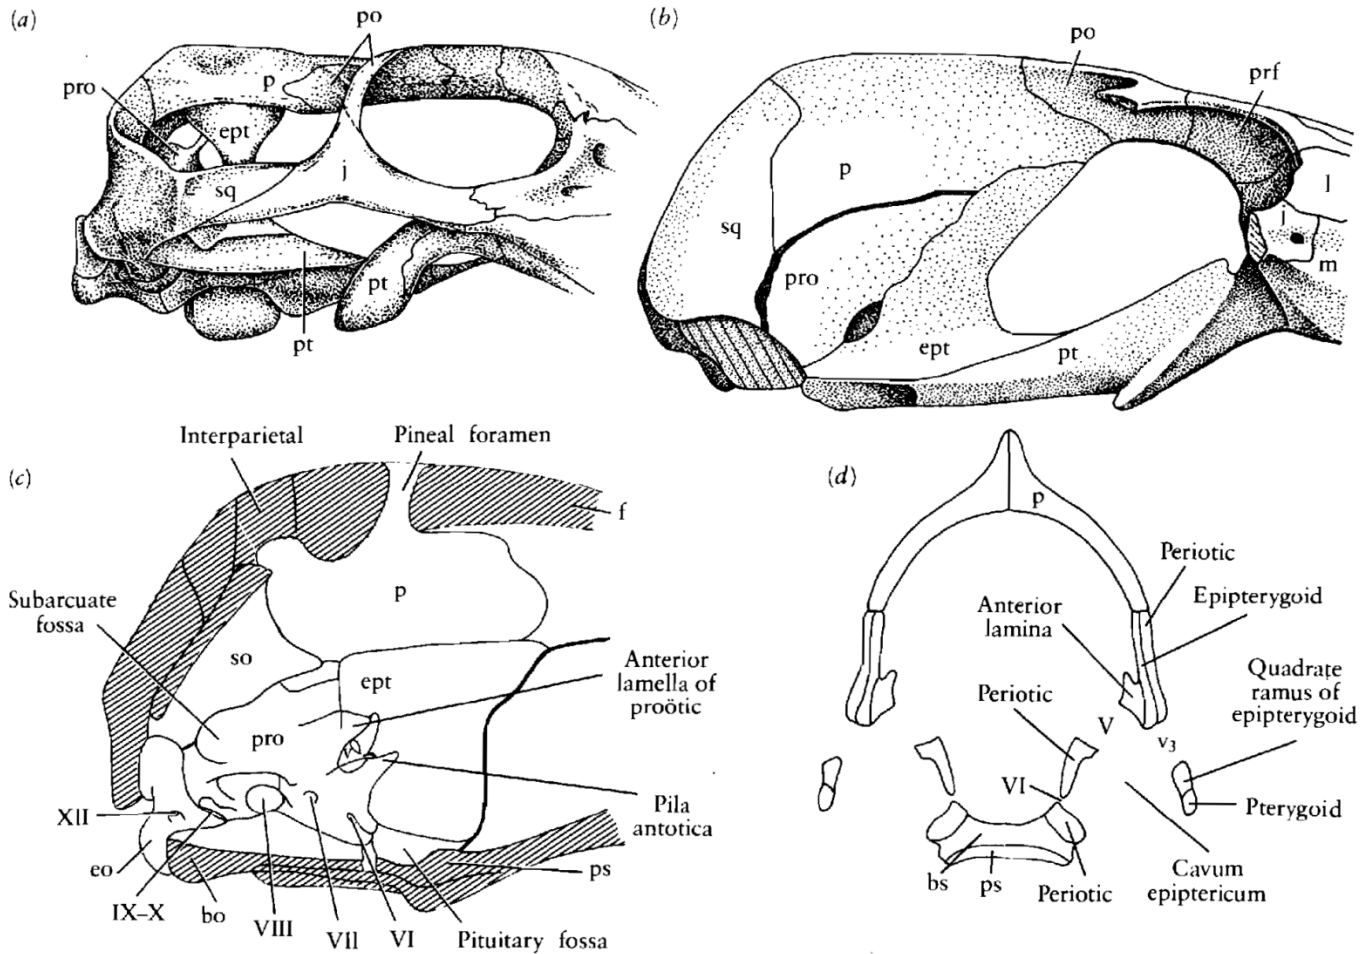 (a)
po
p
pro
ept
sq
j
pt
pt
(b)
po
prf
p
sq
pro
ept
pt
l
j
m
(c)
Interparietal
Pineal foramen
f
p
Subarcuate
fossa
so
ept
Anterior
lamella of
proötic
pro
V
XII
eo
IX–X
bo
VIII
VII
VI
Pila
antotica
ps
Pituitary fossa
(d)
p
Periotic
Epipterygoid
Anterior
lamina
Quadrate
ramus of
epipterygoid
Periotic
V
v₃
VI
Pterygoid
bs
ps
Periotic
Cavum
epiptericum